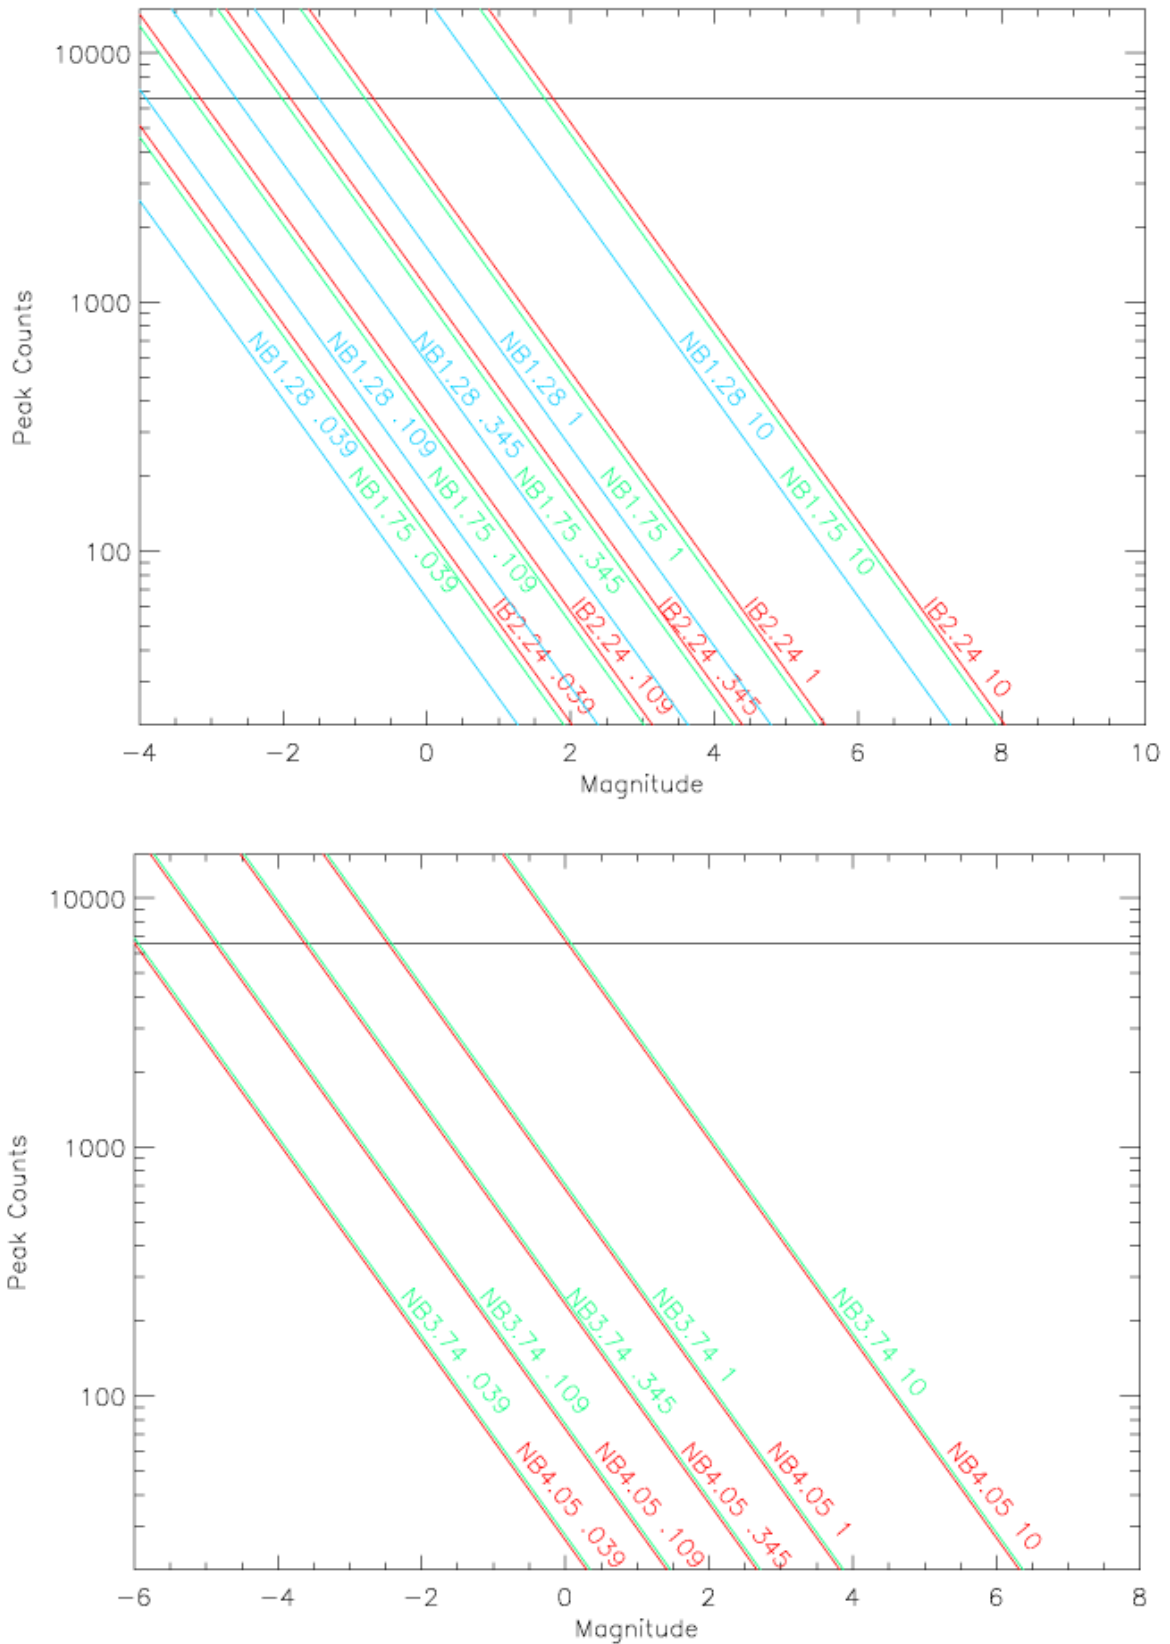 10000
1000
100
Peak Counts
NB1.28 .039
NB1.28 .109
NB1.28 .345
NB1.28 1
NB1.28 10
NB1.75 .039
NB1.75 .109
NB1.75 .345
NB1.75 1
NB1.75 10
IB2.24 .039
IB2.24 .109
IB2.24 .345
IB2.24 1
IB2.24 10
−4 −2 0 2 4 6 8 10
Magnitude
10000
1000
100
Peak Counts
NB3.74 .039
NB3.74 .109
NB3.74 .345
NB3.74 1
NB3.74 10
NB4.05 .039
NB4.05 .109
NB4.05 .345
NB4.05 1
NB4.05 10
−6 −4 −2 0 2 4 6 8
Magnitude